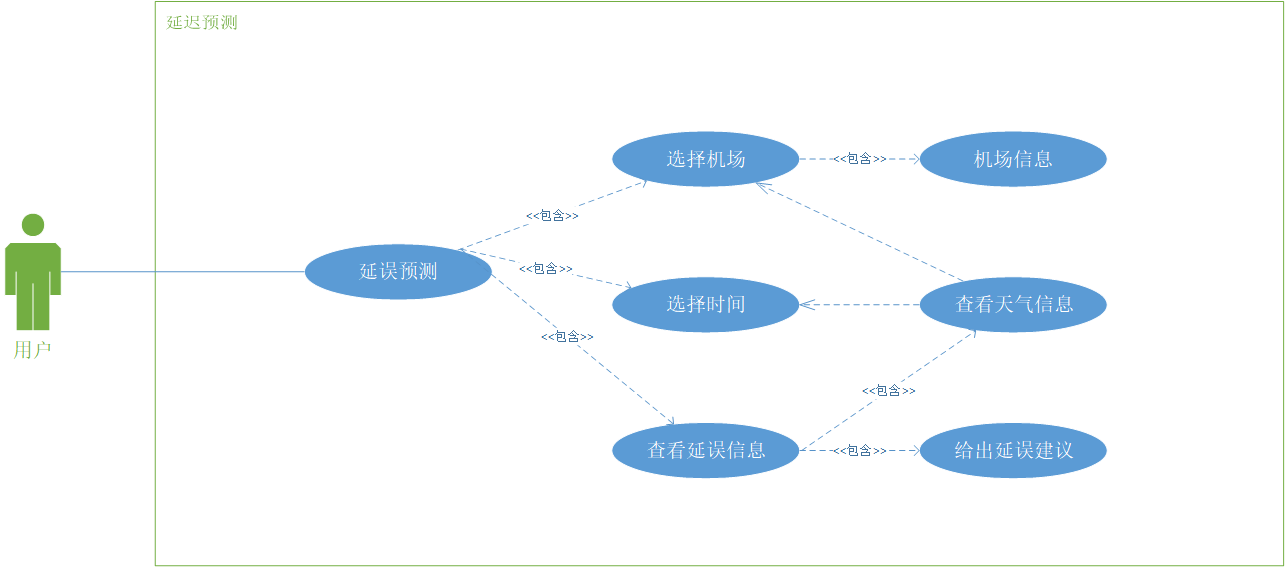 延迟预测
选择机场
<<包含>>
机场信息
<<包含>>
延误预测
<<包含>>
选择时间
查看天气信息
<<包含>>
用户
<<包含>>
查看延误信息
<<包含>>
给出延误建议